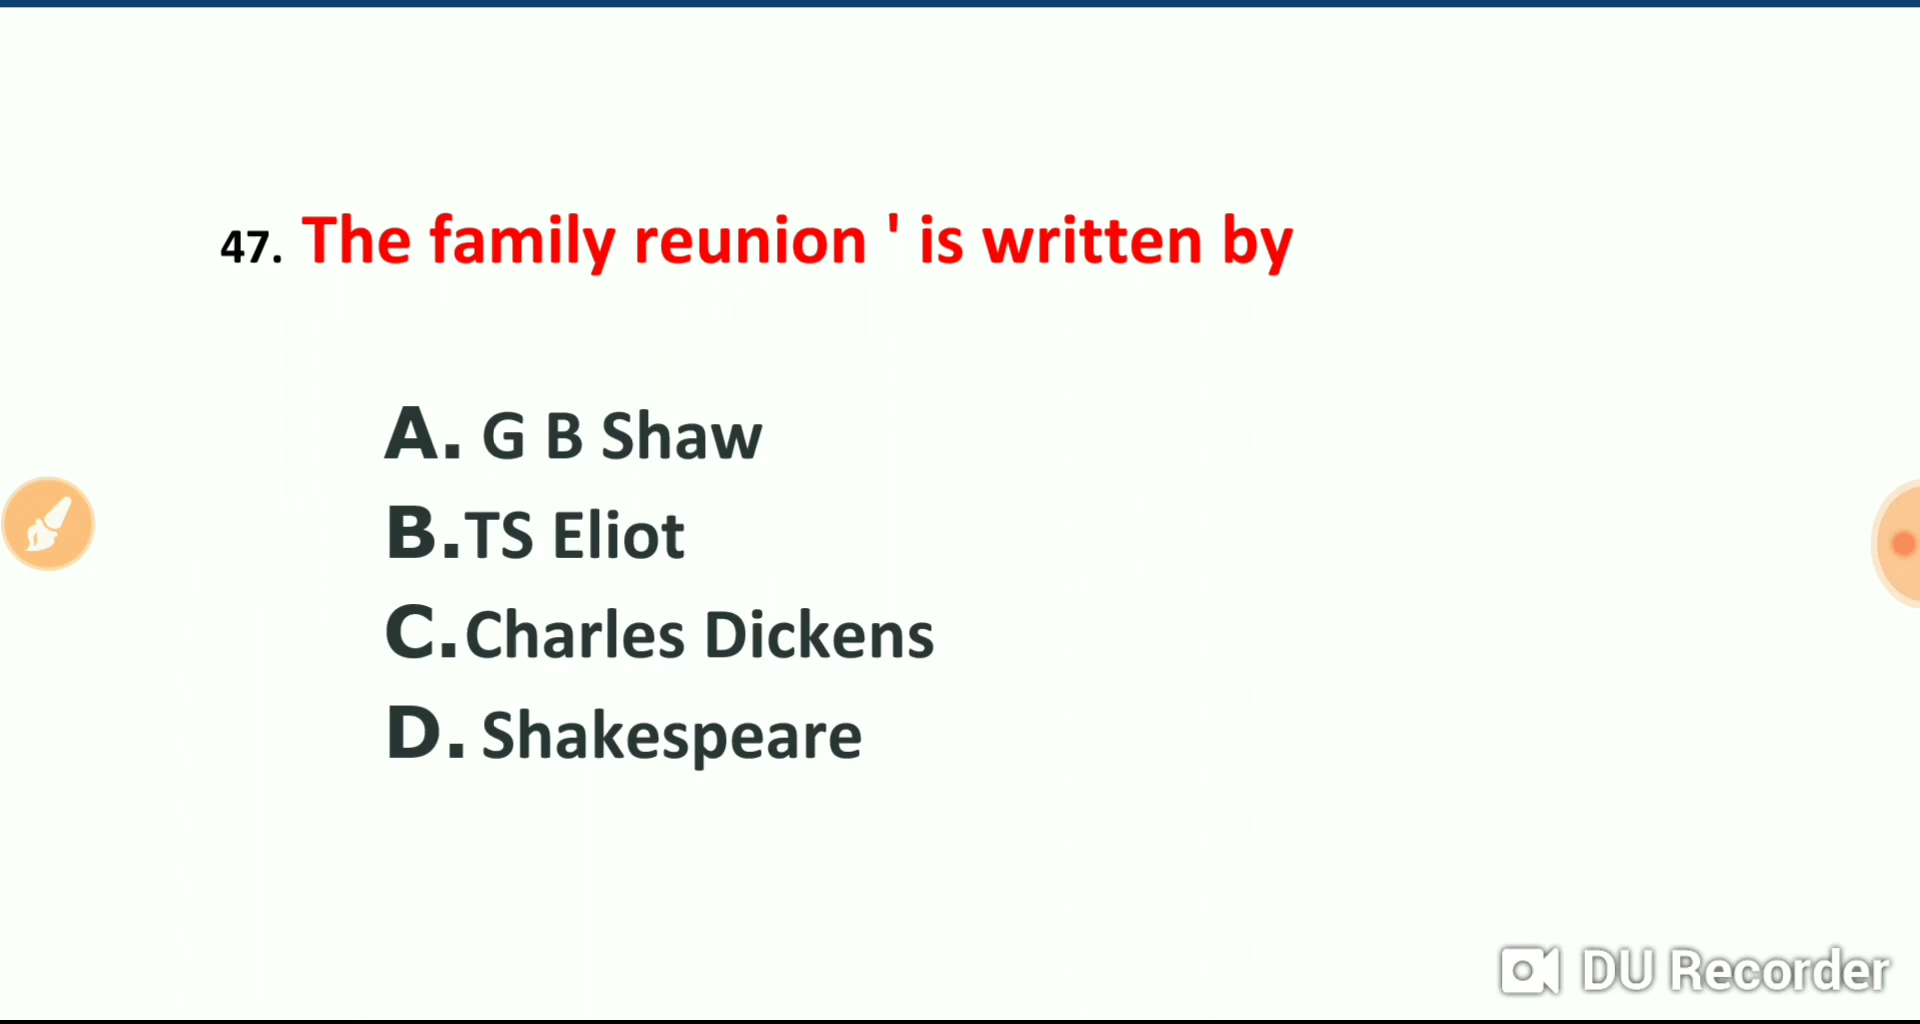 47. The family reunion ' is written by
A. G B Shaw
B.TS Eliot
C.Charles Dickens
D. Shakespeare
DU Recorder